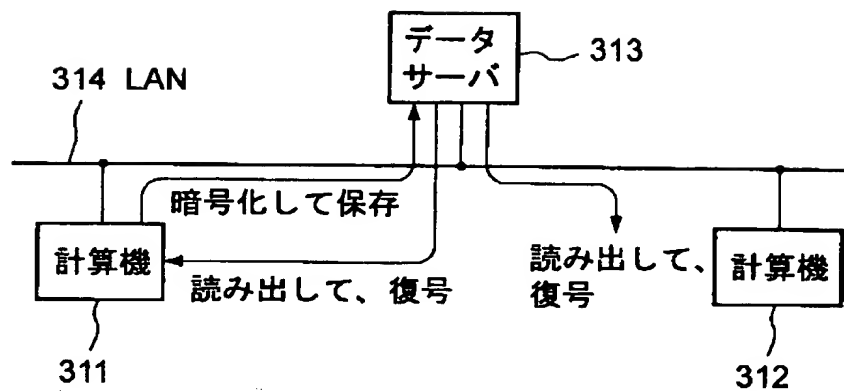 データ
サーバ
313
314 LAN
暗号化して保存
計算機
読み出して、復号
読み出して、
復号
計算機
311
312